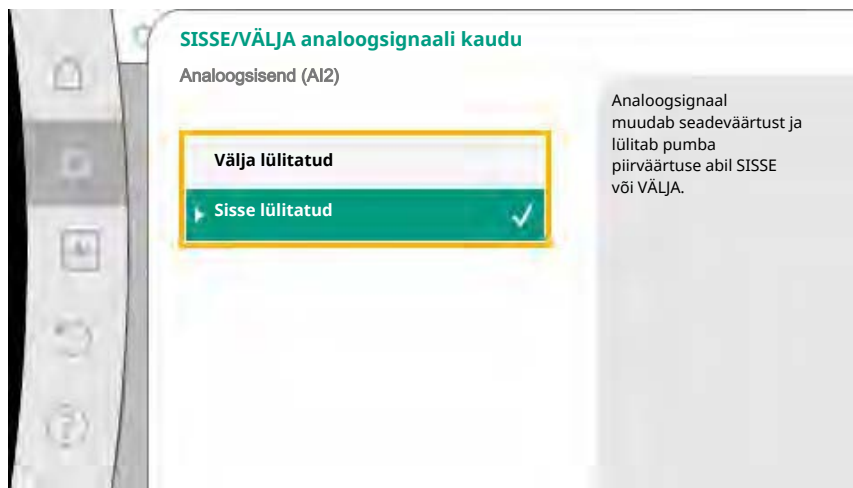 SISSE/VÄLJA analoogsignaali kaudu
Analoogsisend (AI2)
Välja lülitatud
Sisse lülitatud
Analoogsignaal
muudab seadeväärtust ja
lülitab pumba
piirväärtuse abil SISSE
või VÄLJA.